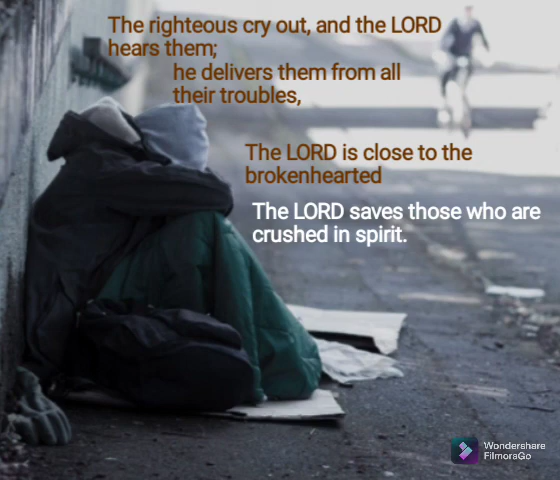 The righteous cry out, and the LORD
hears them;
he delivers them from all
their troubles,
The LORD is close to the
brokenhearted
The LORD saves those who are
crushed in spirit.
Wondershare
FilmoraGo